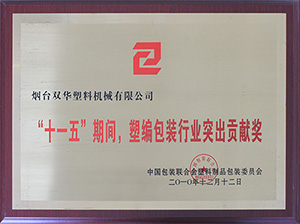 烟台双华塑料机械有限公司
“十一五”期间，塑编包装行业突出贡献奖
中国包装联合会塑料制品包装委员会
二〇一〇年十二月十二日